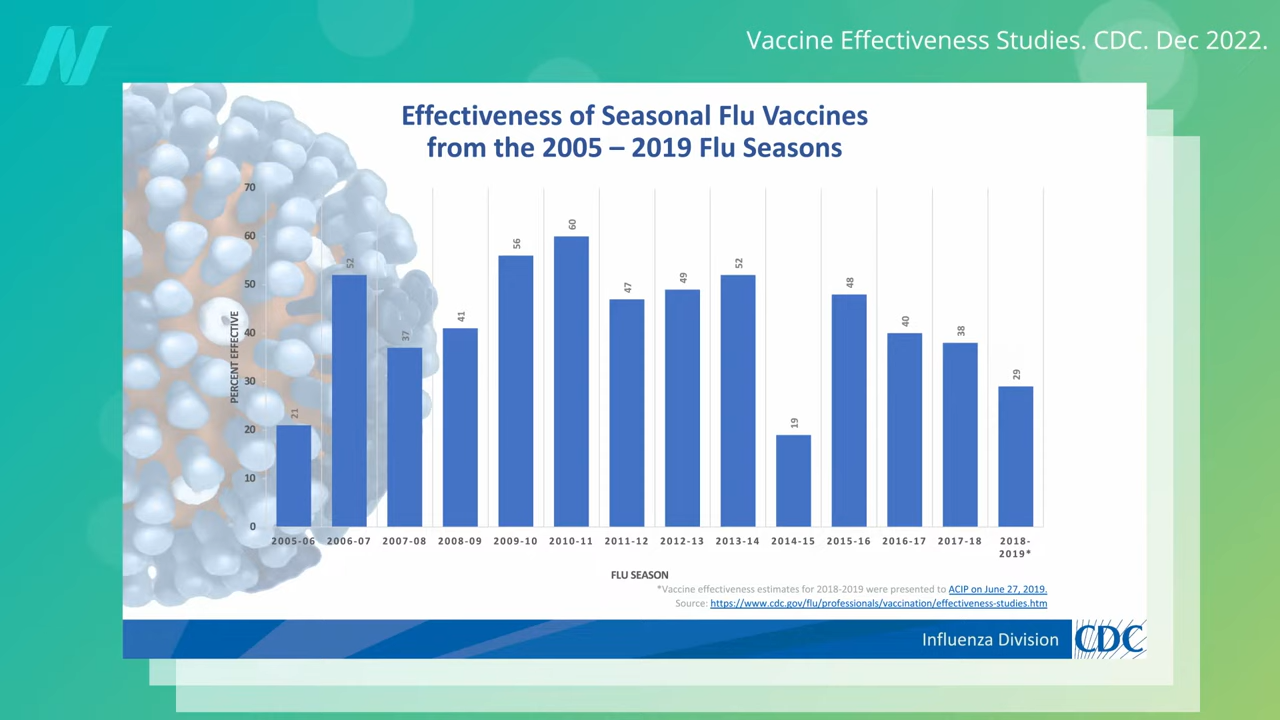 Vaccine Effectiveness Studies. CDC. Dec 2022.
Effectiveness of Seasonal Flu Vaccines
from the 2005 – 2019 Flu Seasons
PERCENT EFFECTIVE
70
60
50
40
30
20
10
0
21
52
37
41
56
60
47
49
52
19
48
40
38
29
2005-06 2006-07 2007-08 2008-09 2009-10 2010-11 2011-12 2012-13 2013-14 2014-15 2015-16 2016-17 2017-18 2018-
2019*
FLU SEASON
*Vaccine effectiveness estimates for 2018-2019 were presented to ACIP on June 27, 2019.
Source: https://www.cdc.gov/flu/professionals/vaccination/effectiveness-studies.htm
Influenza Division
CDC